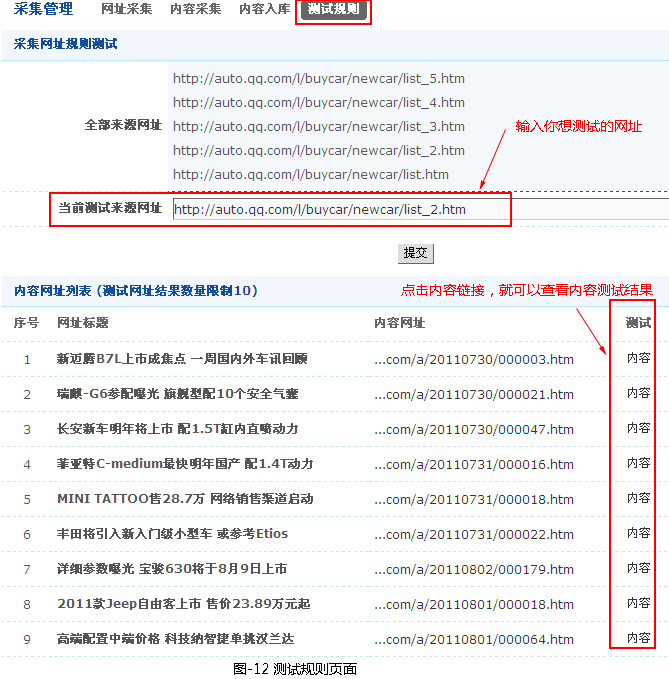 采集管理 网址采集 内容采集 内容入库 测试规则
采集网址规则测试
http://auto.qq.com/l/buycar/newcar/list_5.htm
http://auto.qq.com/l/buycar/newcar/list_4.htm
全部来源网址 http://auto.qq.com/l/buycar/newcar/list_3.htm 输入你想测试的网址
http://auto.qq.com/l/buycar/newcar/list_2.htm
http://auto.qq.com/l/buycar/newcar/list.htm
当前测试来源网址 http://auto.qq.com/l/buycar/newcar/list_2.htm
提交
内容网址列表 (测试网址结果数量限制10) 点击内容链接，就可以查看内容测试结果
序号 网址标题 内容网址 测试
1 新迈腾B7L上市成焦点 一周国内外车讯回顾 ...com/a/20110730/000003.htm 内容
2 瑞麒-G6参配曝光 旗舰型配10个安全气囊 ...com/a/20110730/000021.htm 内容
3 长安新车明年将上市 配1.5T缸内直喷动力 ...com/a/20110730/000047.htm 内容
4 菲亚特C-medium最快明年国产 配1.4T动力 ...com/a/20110731/000016.htm 内容
5 MINI TATTOO售28.7万 网络销售渠道启动 ...com/a/20110731/000018.htm 内容
6 丰田将引入新入门级小型车 或参考Etios ...com/a/20110731/000022.htm 内容
7 详细参数曝光 宝骏630将于8月9日上市 ...com/a/20110802/000179.htm 内容
8 2011款Jeep自由客上市 售价23.89万元起 ...com/a/20110801/000018.htm 内容
9 高端配置中端价格 科技纳智捷单挑汉兰达 ...com/a/20110801/000064.htm 内容
图-12 测试规则页面